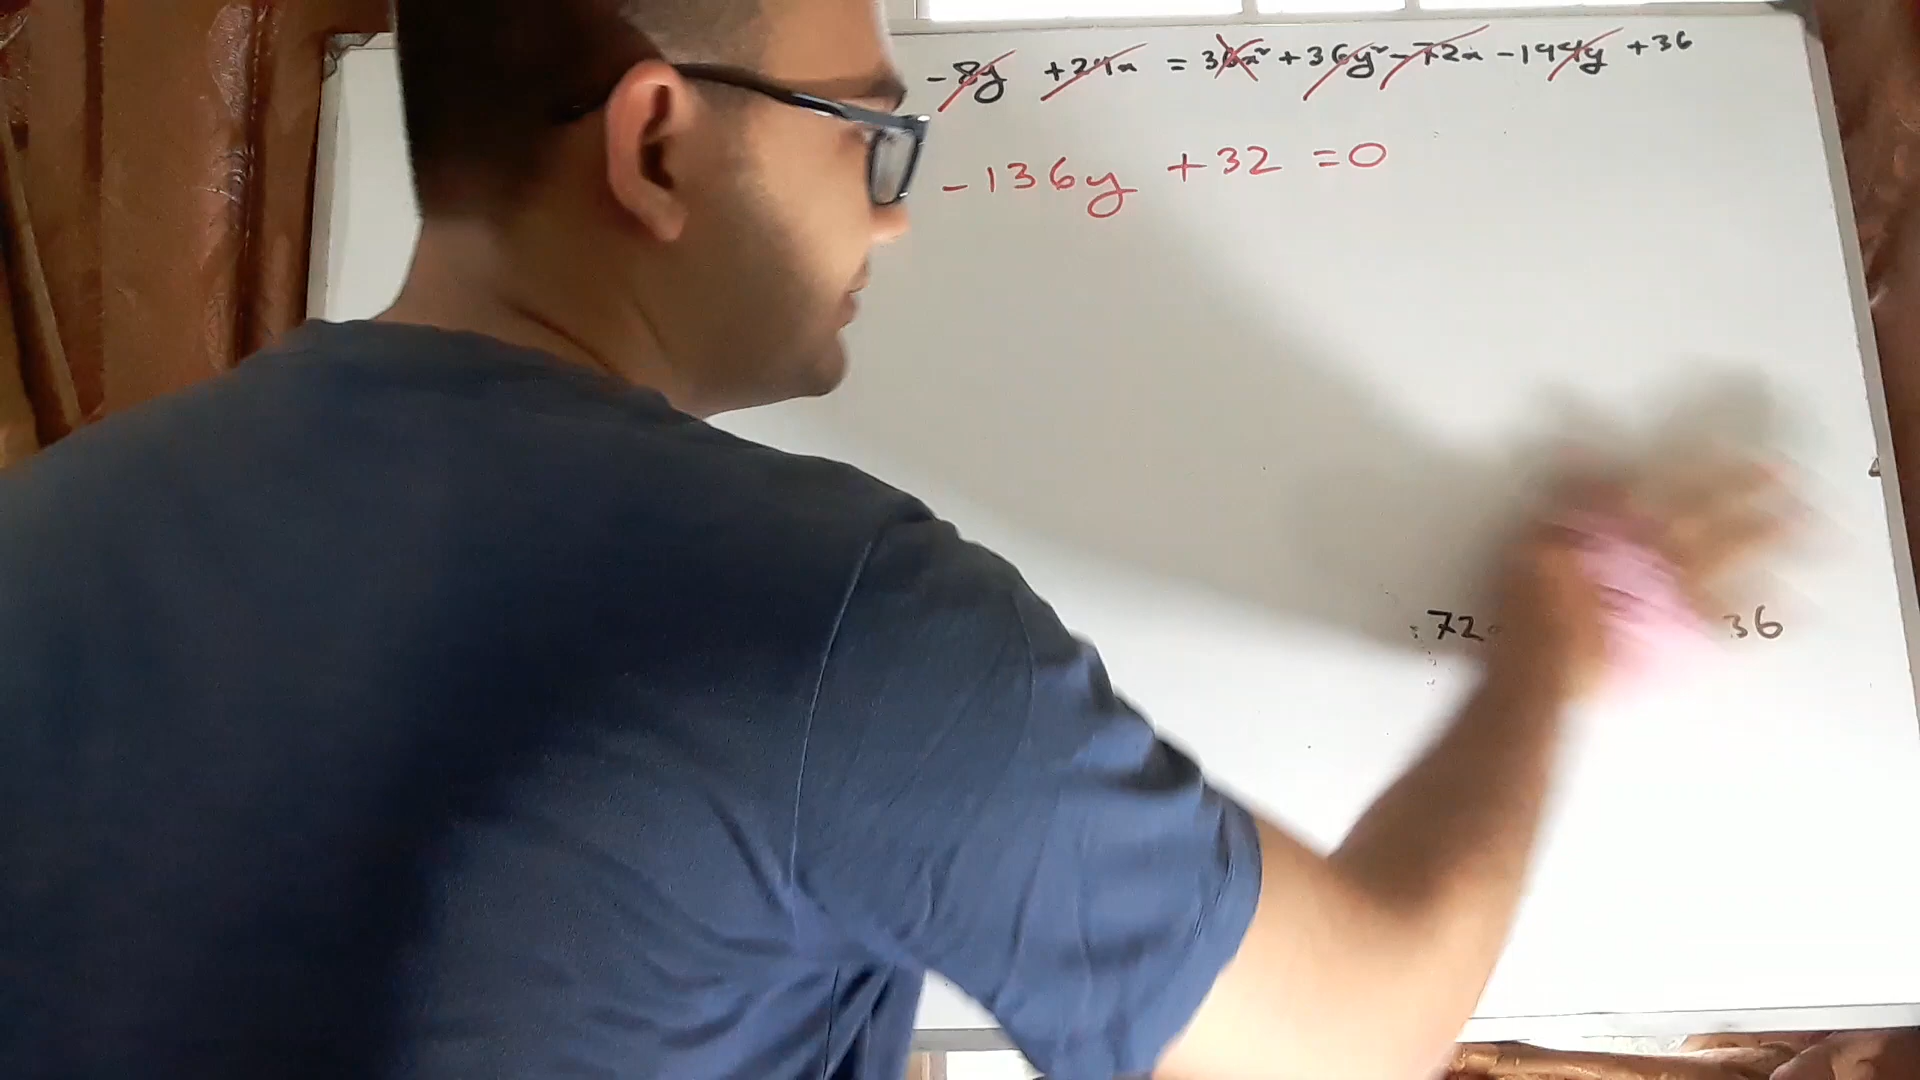 -8y +24x = 36x² + 36y² - 72x - 144y + 36
-136y + 32 = 0
72 36